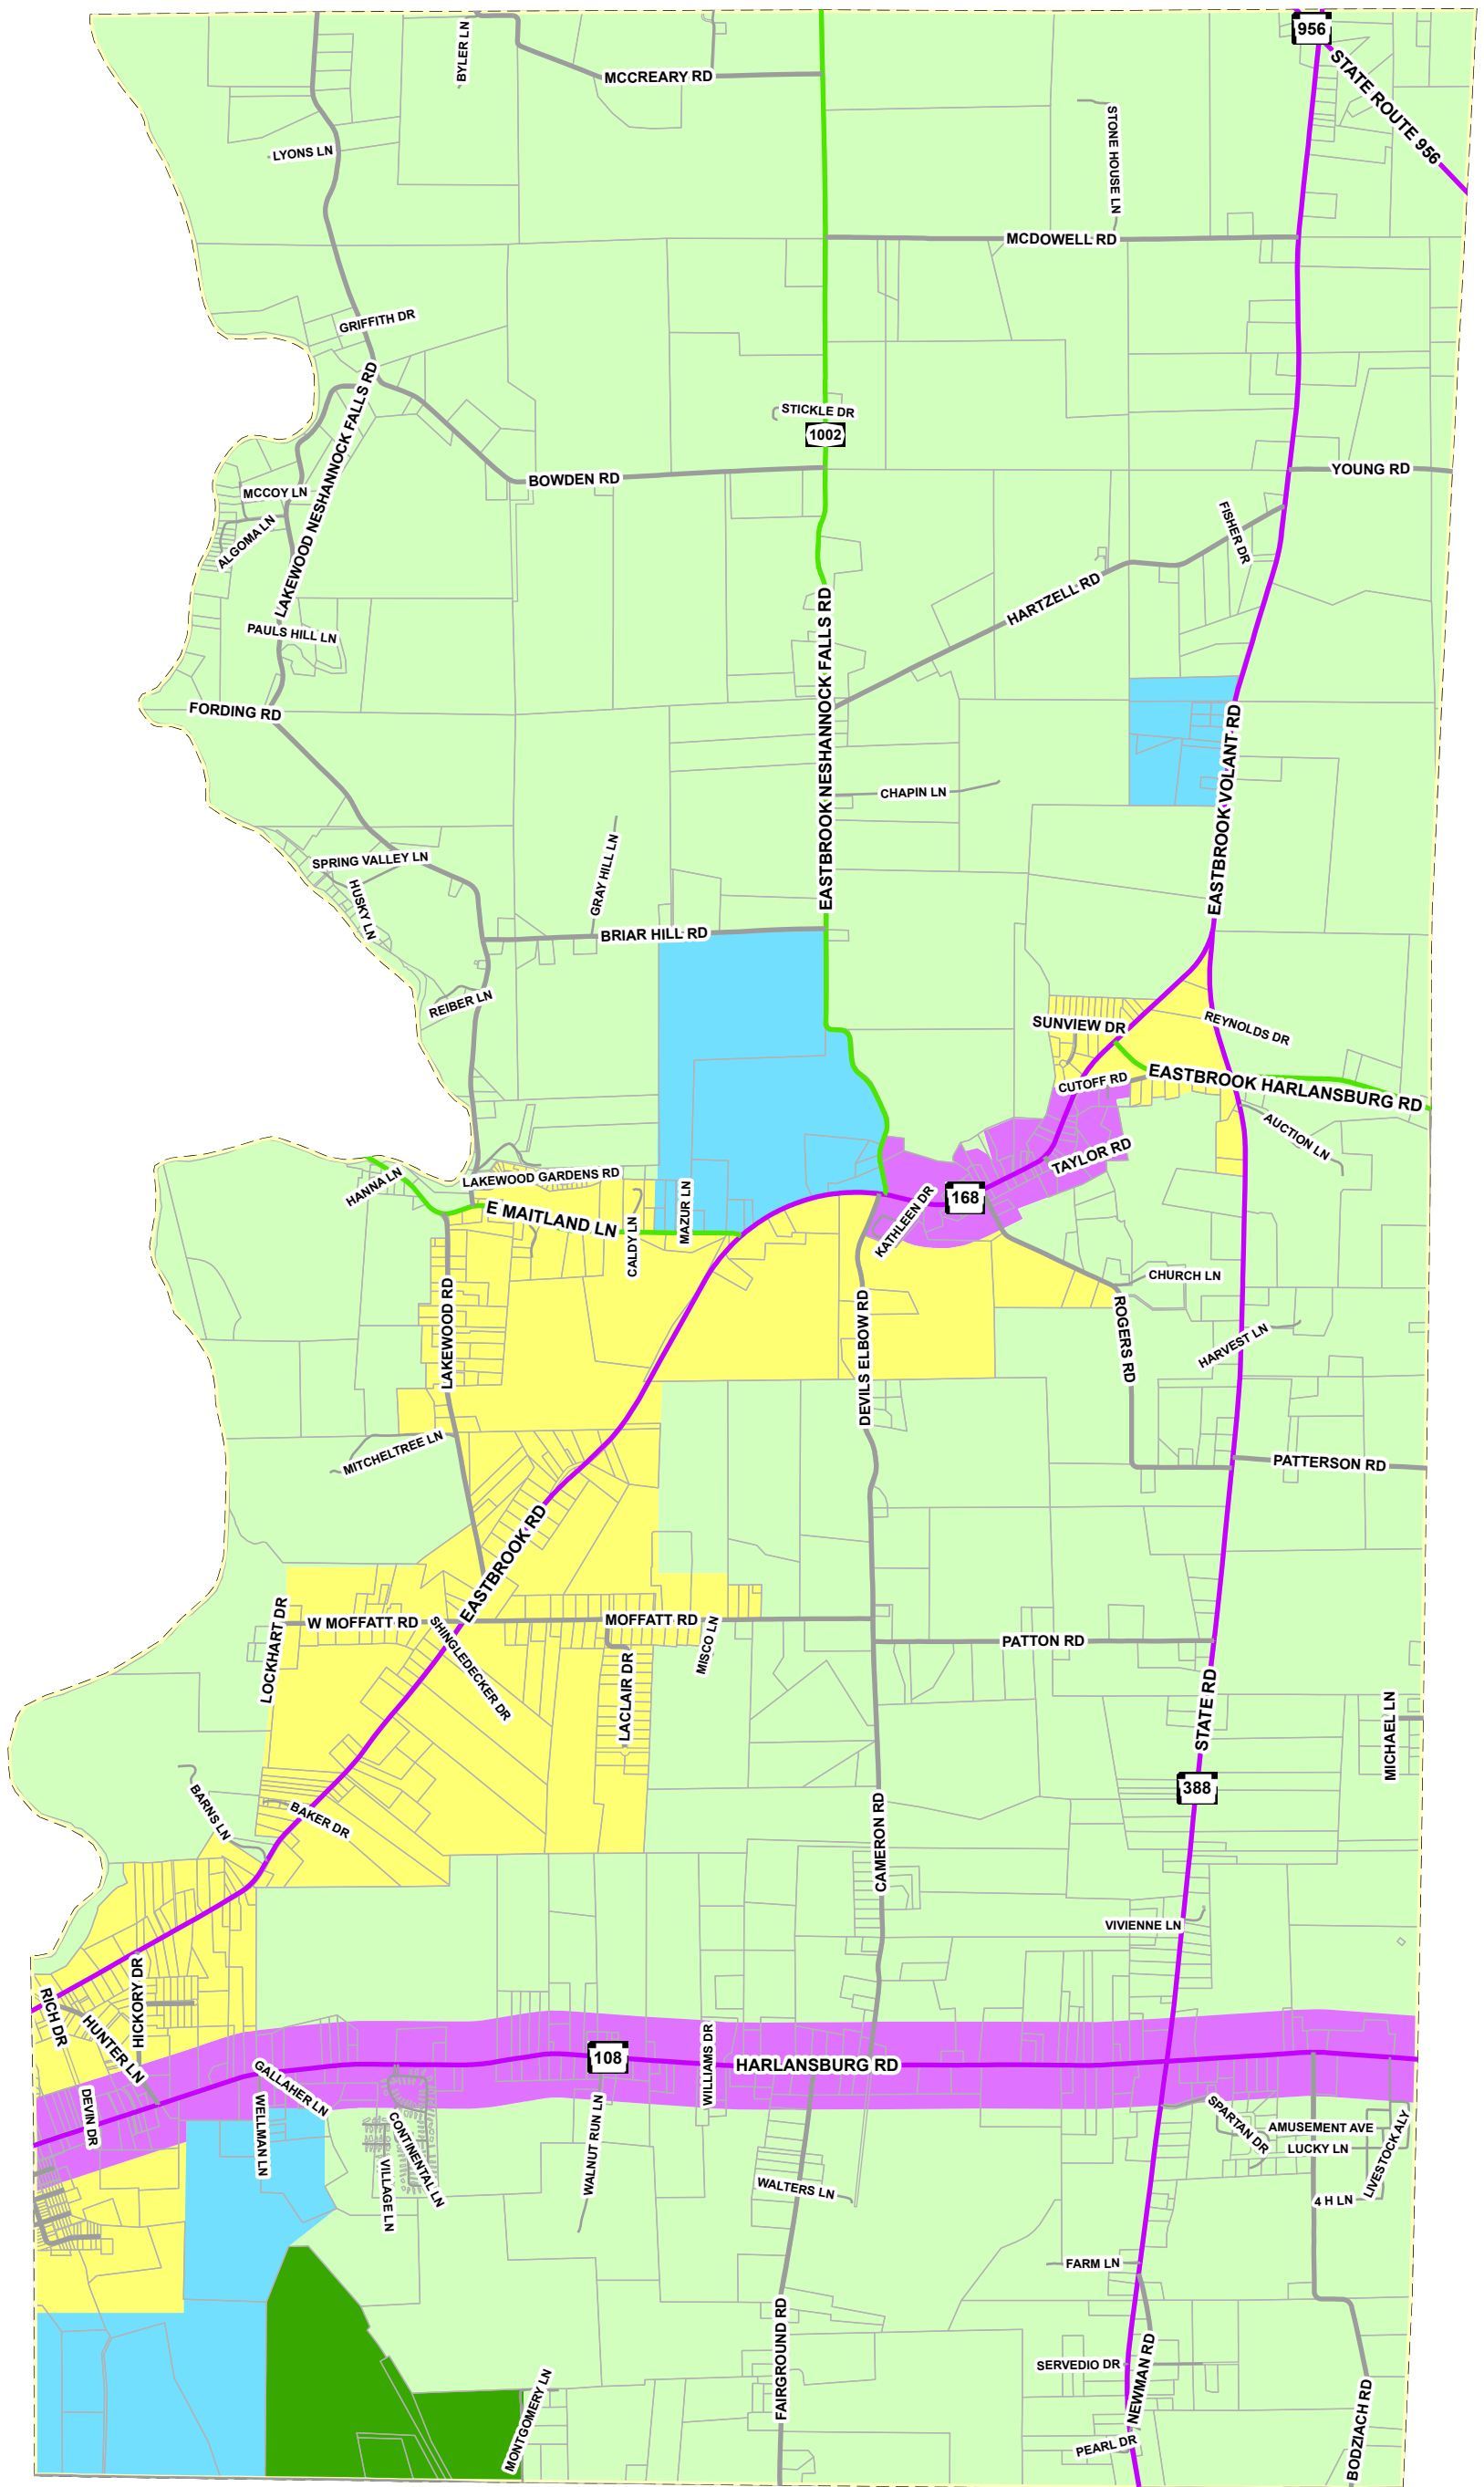 956
STATE ROUTE 956
BYLER LN
MCCREARY RD
LYONS LN
STONE HOUSE LN
MCDOWELL RD
GRIFFITH DR
LAKEWOOD NESHANNOCK FALLS RD
STICKLE DR
1002
BOWDEN RD
YOUNG RD
MCCOY LN
ALGOMA LN
FISHER DR
HARTZELL RD
EASTBROOK NESHANNOCK FALLS RD
PAULS HILL LN
FORDING RD
EASTBROOK VOLANT RD
CHAPIN LN
SPRING VALLEY LN
HUSKY LN
GRAY HILL LN
BRIAR HILL RD
REIBER LN
SUNVIEW DR
REYNOLDS DR
CUTOFF RD
EASTBROOK HARLANSBURG RD
AUCTION LN
TAYLOR RD
HANNA LN
LAKEWOOD GARDENS RD
E MAITLAND LN
CALDY LN
MAZUR LN
KATHLEEN DR
168
CHURCH LN
LAKEWOOD RD
DEVILS ELBOW RD
ROGERS RD
HARVEST LN
MITCHELTREE LN
PATTERSON RD
EASTBROOK RD
LOCKHART DR
W MOFFATT RD
SHINGLEDECKER DR
MOFFATT RD
MISCO LN
LACLAIR DR
PATTON RD
STATE RD
MICHAEL LN
388
BARNS LN
BAKER DR
CAMERON RD
VIVIENNE LN
RICH DR
HICKORY DR
HUNTER LN
108
WILLIAMS DR
HARLANSBURG RD
GALLAHER LN
DEVIN DR
WELLMAN LN
CONTINENTAL LN
VILLAGE LN
WALNUT RUN LN
SPARTAN DR
AMUSEMENT AVE
LUCKY LN
LIVESTOCK ALY
WALTERS LN
4 H LN
FARM LN
FAIRGROUND RD
SERVEDIO DR
NEWMAN RD
MONTGOMERY LN
PEARL DR
BODZIACH RD